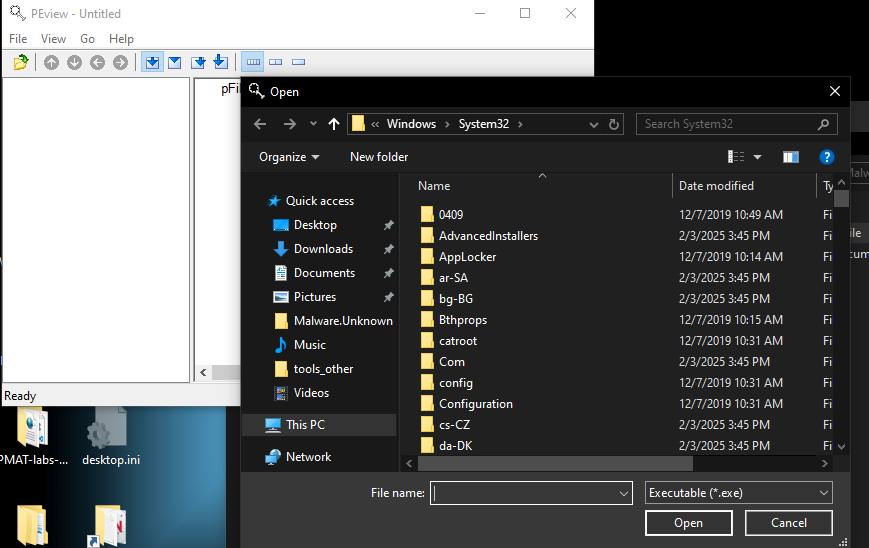 PEview - Untitled
File View Go Help
pFil
Open
« Windows › System32 ›
Search System32
Organize
New folder
Name
Date modified
Ty
Quick access
Desktop
Downloads
Documents
Pictures
Malware.Unknown
Music
tools_other
Videos
This PC
Network
0409 12/7/2019 10:49 AM Fi
AdvancedInstallers 2/3/2025 3:45 PM Fi
AppLocker 12/7/2019 10:14 AM Fi
ar-SA 2/3/2025 3:45 PM Fi
bg-BG 2/3/2025 3:45 PM Fi
Bthprops 12/7/2019 10:15 AM Fi
catroot 12/7/2019 10:31 AM Fi
Com 2/3/2025 3:45 PM Fi
config 12/7/2019 10:31 AM Fi
Configuration 12/7/2019 10:31 AM Fi
cs-CZ 2/3/2025 3:45 PM Fi
da-DK 2/3/2025 3:45 PM Fi
File name:
Executable (*.exe)
Open
Cancel
Ready
PMAT-labs-...
desktop.ini
Malw
ile
cum